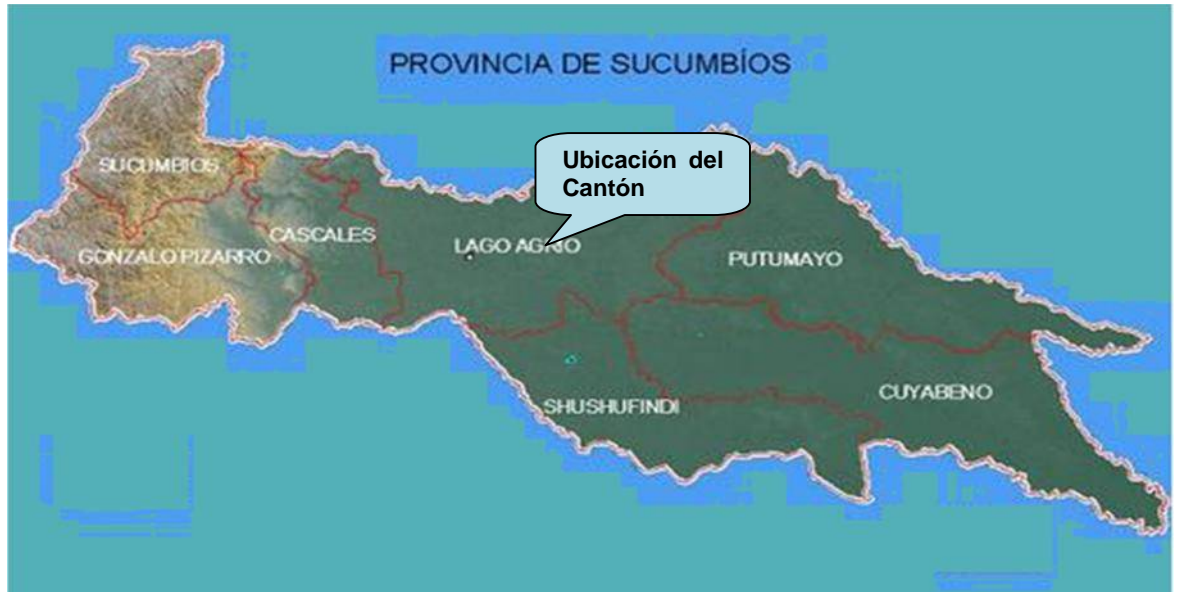 PROVINCIA DE SUCUMBÍOS
Ubicación del
Cantón
SUCUMBIOS
CASCALES
LAGO AGRIO
GONZALO PIZARRO
PUTUMAYO
CUYABENO
SHUSHUFINDI